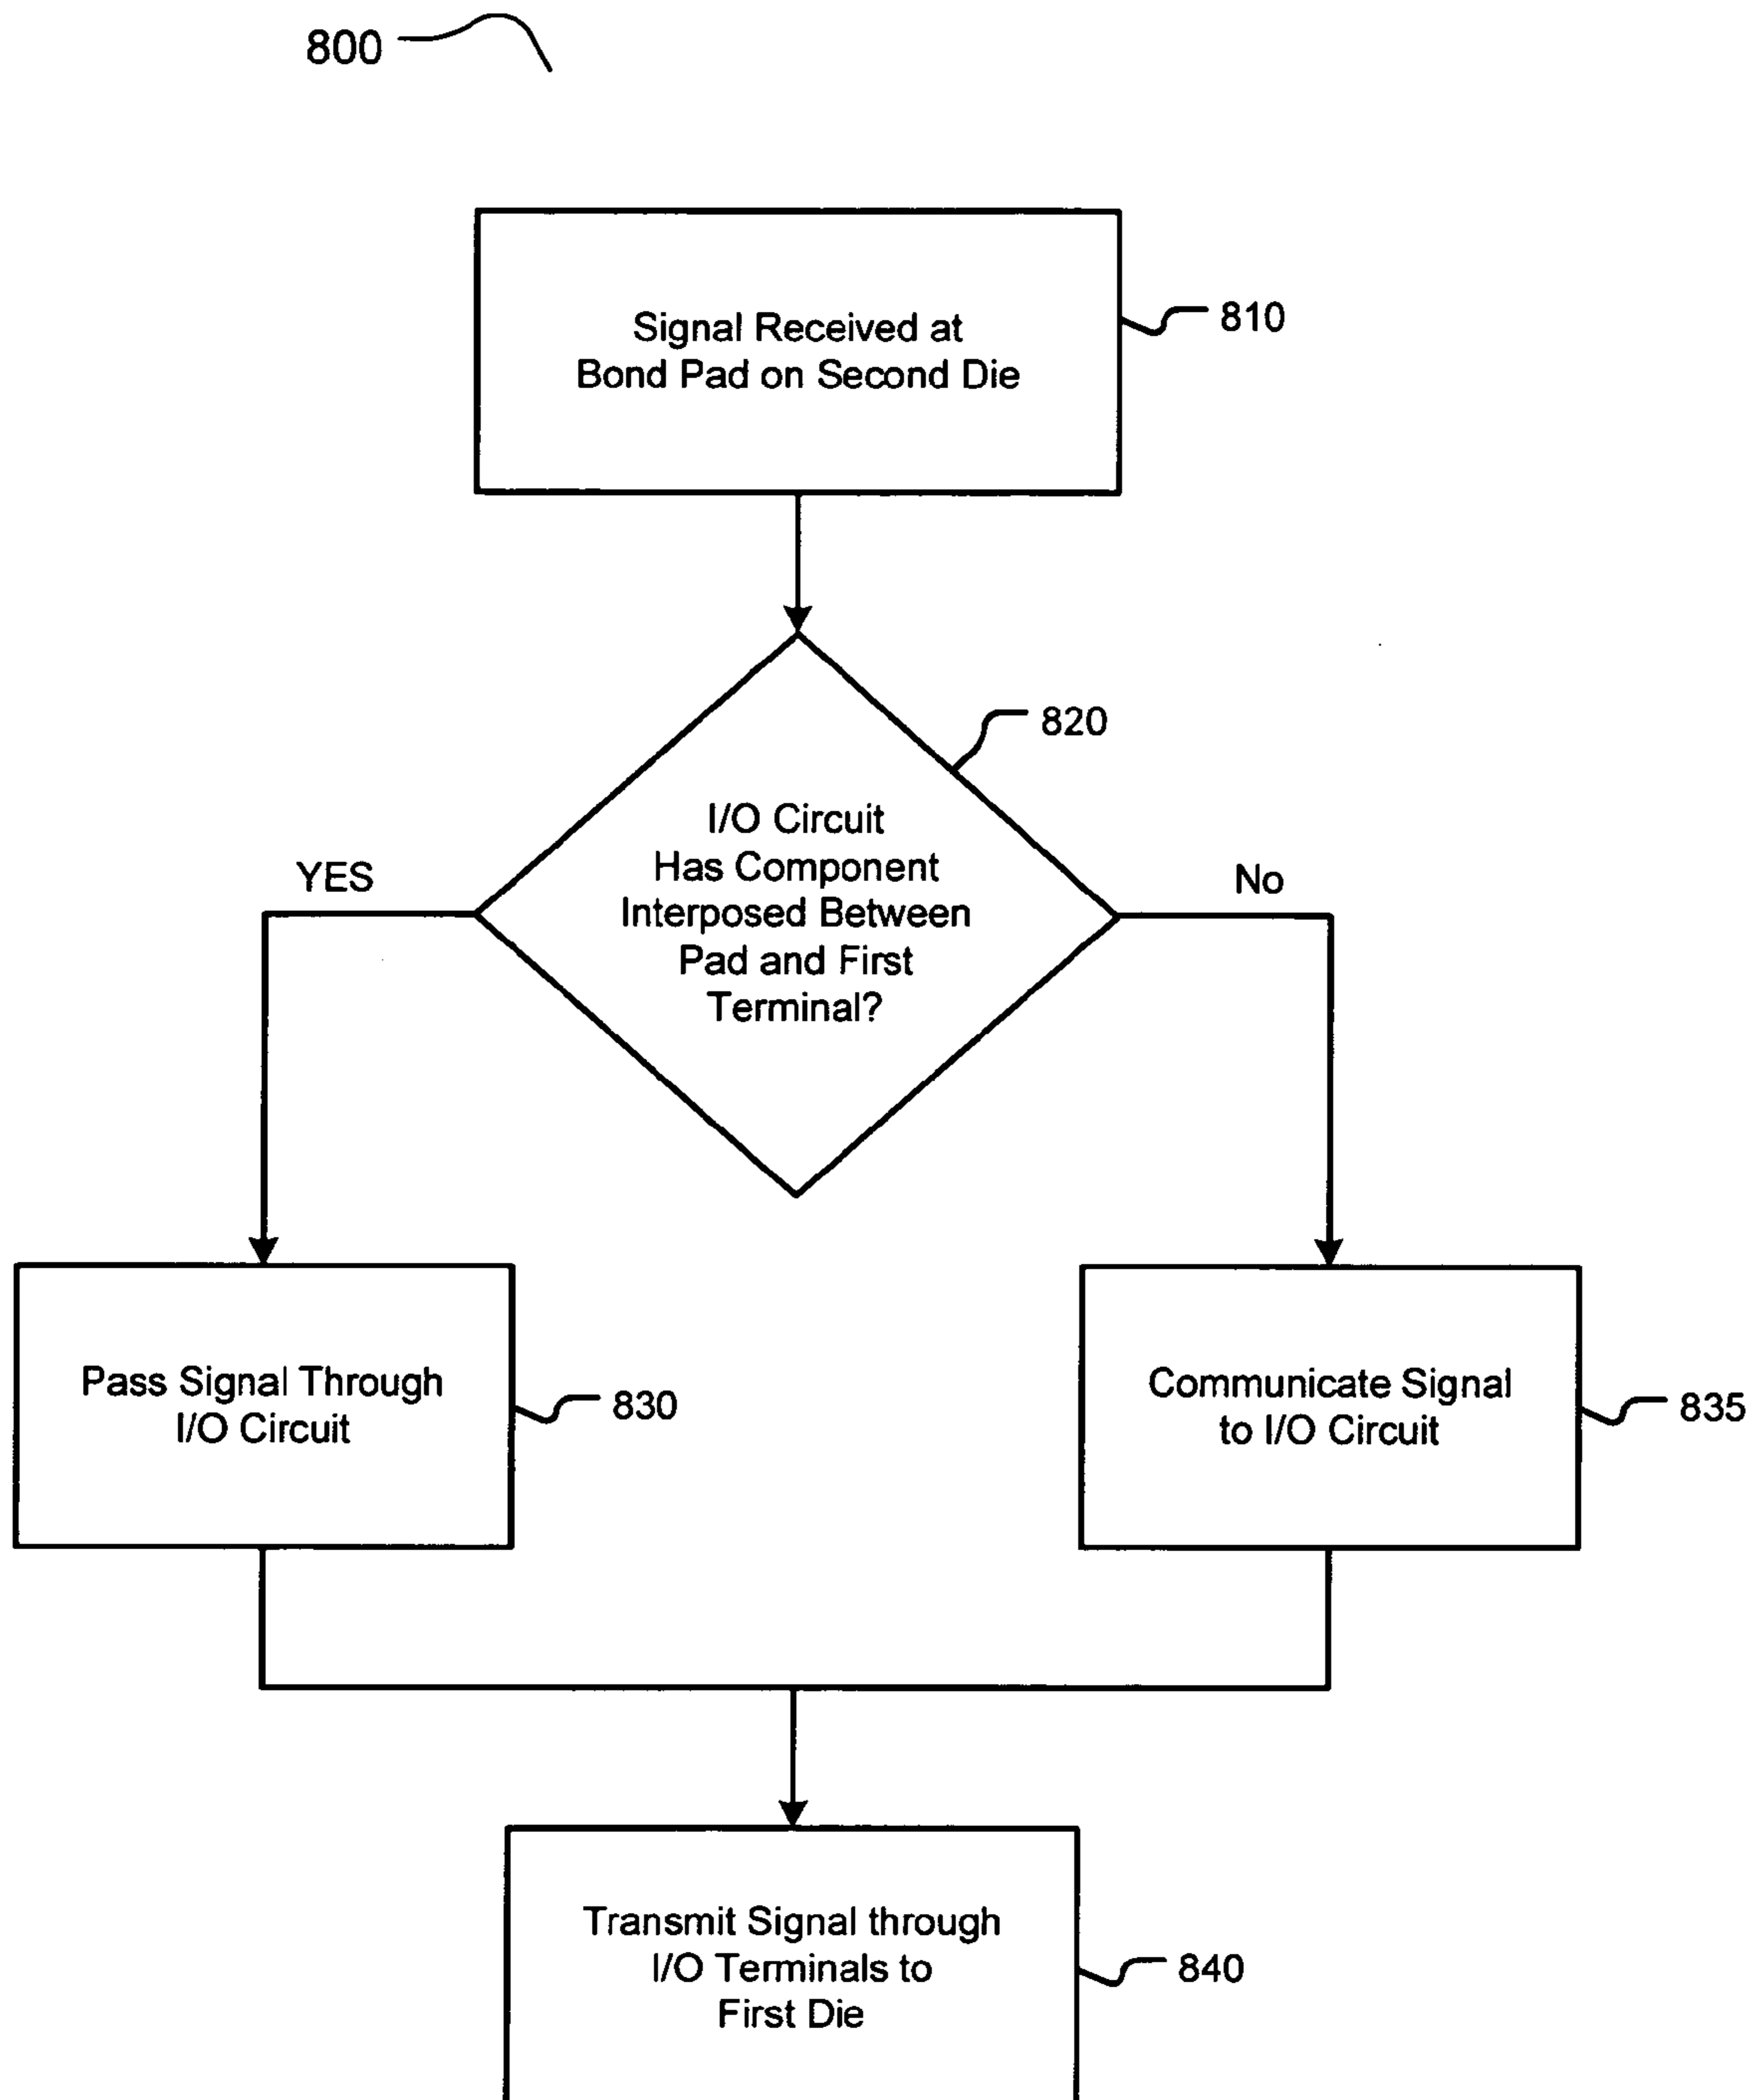 800
Signal Received at
Bond Pad on Second Die
810
820
I/O Circuit
Has Component
Interposed Between
Pad and First
Terminal?
YES
No
Pass Signal Through
I/O Circuit
830
Communicate Signal
to I/O Circuit
835
Transmit Signal through
I/O Terminals to
First Die
840